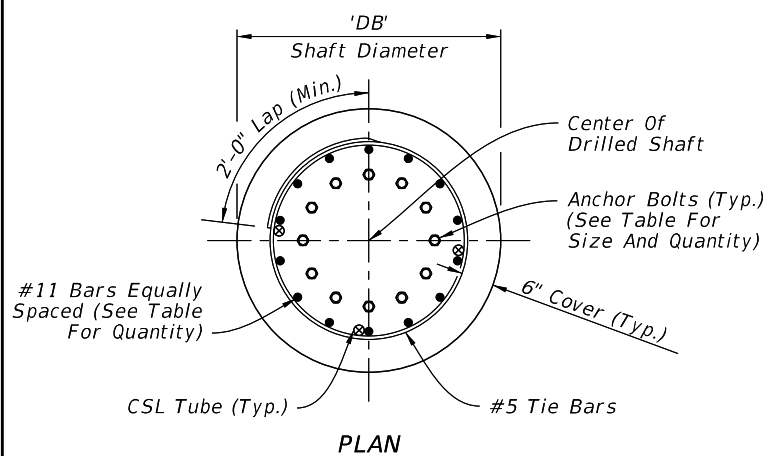 'DB'
Shaft Diameter
2'-0" Lap (Min.)
Center Of
Drilled Shaft
Anchor Bolts (Typ.)
(See Table For
Size And Quantity)
#11 Bars Equally
Spaced (See Table
For Quantity)
6" Cover (Typ.)
CSL Tube (Typ.)
#5 Tie Bars
PLAN